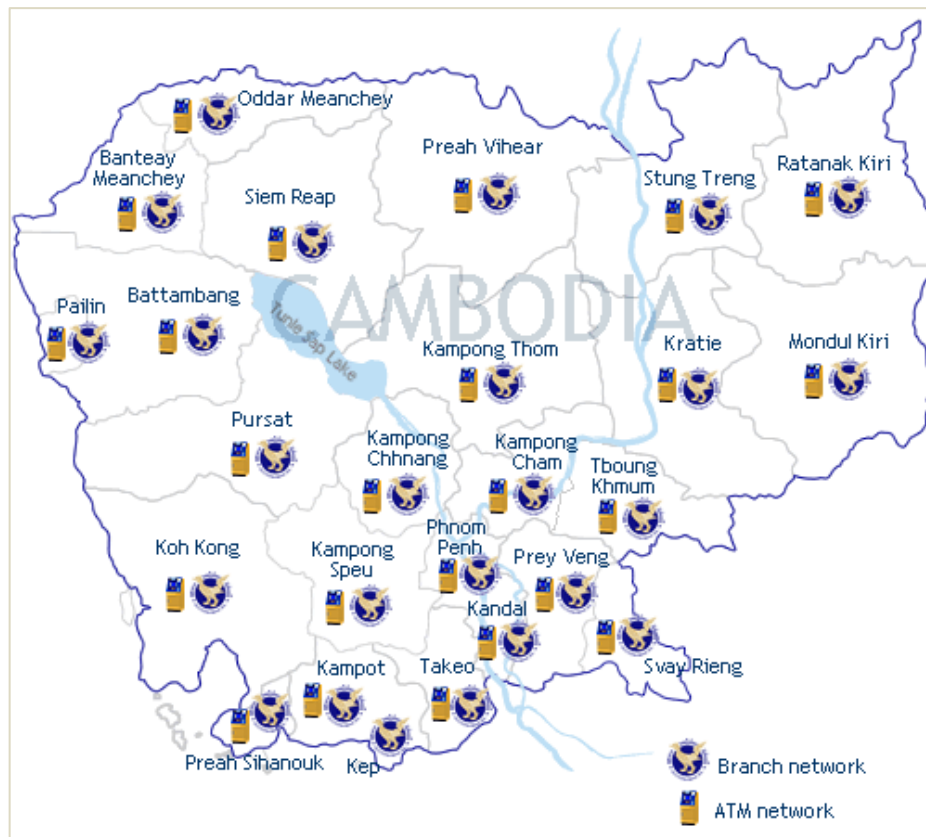 Oddar Meanchey
Banteay
Meanchey
Preah Vihear
Siem Reap
Stung Treng
Ratanak Kiri
CAMBODIA
Pailin
Battambang
Tunle Sap Lake
Kampong Thom
Kratie
Mondul Kiri
Pursat
Kampong
Chhnang
Kampong
Cham
Tboung
Khmum
Koh Kong
Kampong
Speu
Phnom
Penh
Prey Veng
Kandal
Svay Rieng
Kampot
Takeo
Preah Sihanouk
Kep
Branch network
ATM network